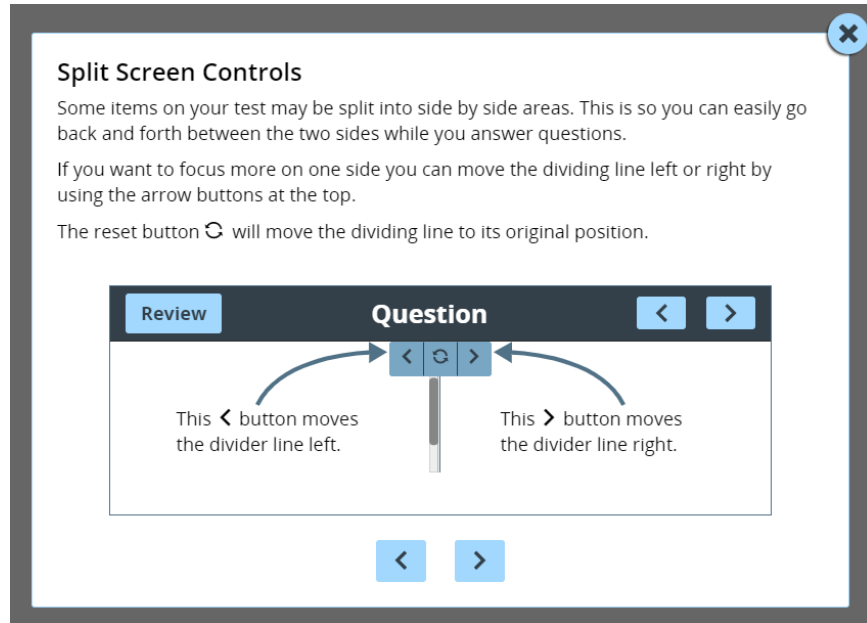 Split Screen Controls
Some items on your test may be split into side by side areas. This is so you can easily go
back and forth between the two sides while you answer questions.
If you want to focus more on one side you can move the dividing line left or right by
using the arrow buttons at the top.
The reset button will move the dividing line to its original position.
Review
Question
This < button moves
the divider line left.
This > button moves
the divider line right.